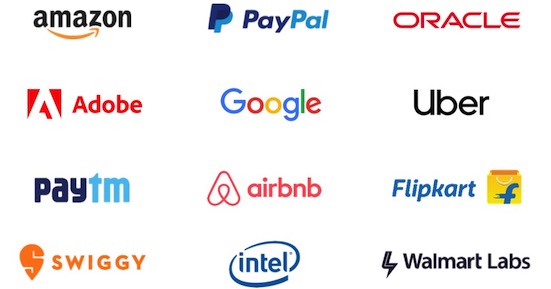 amazon PayPal ORACLE
Adobe Google Uber
paytm airbnb Flipkart
SWIGGY intel Walmart Labs